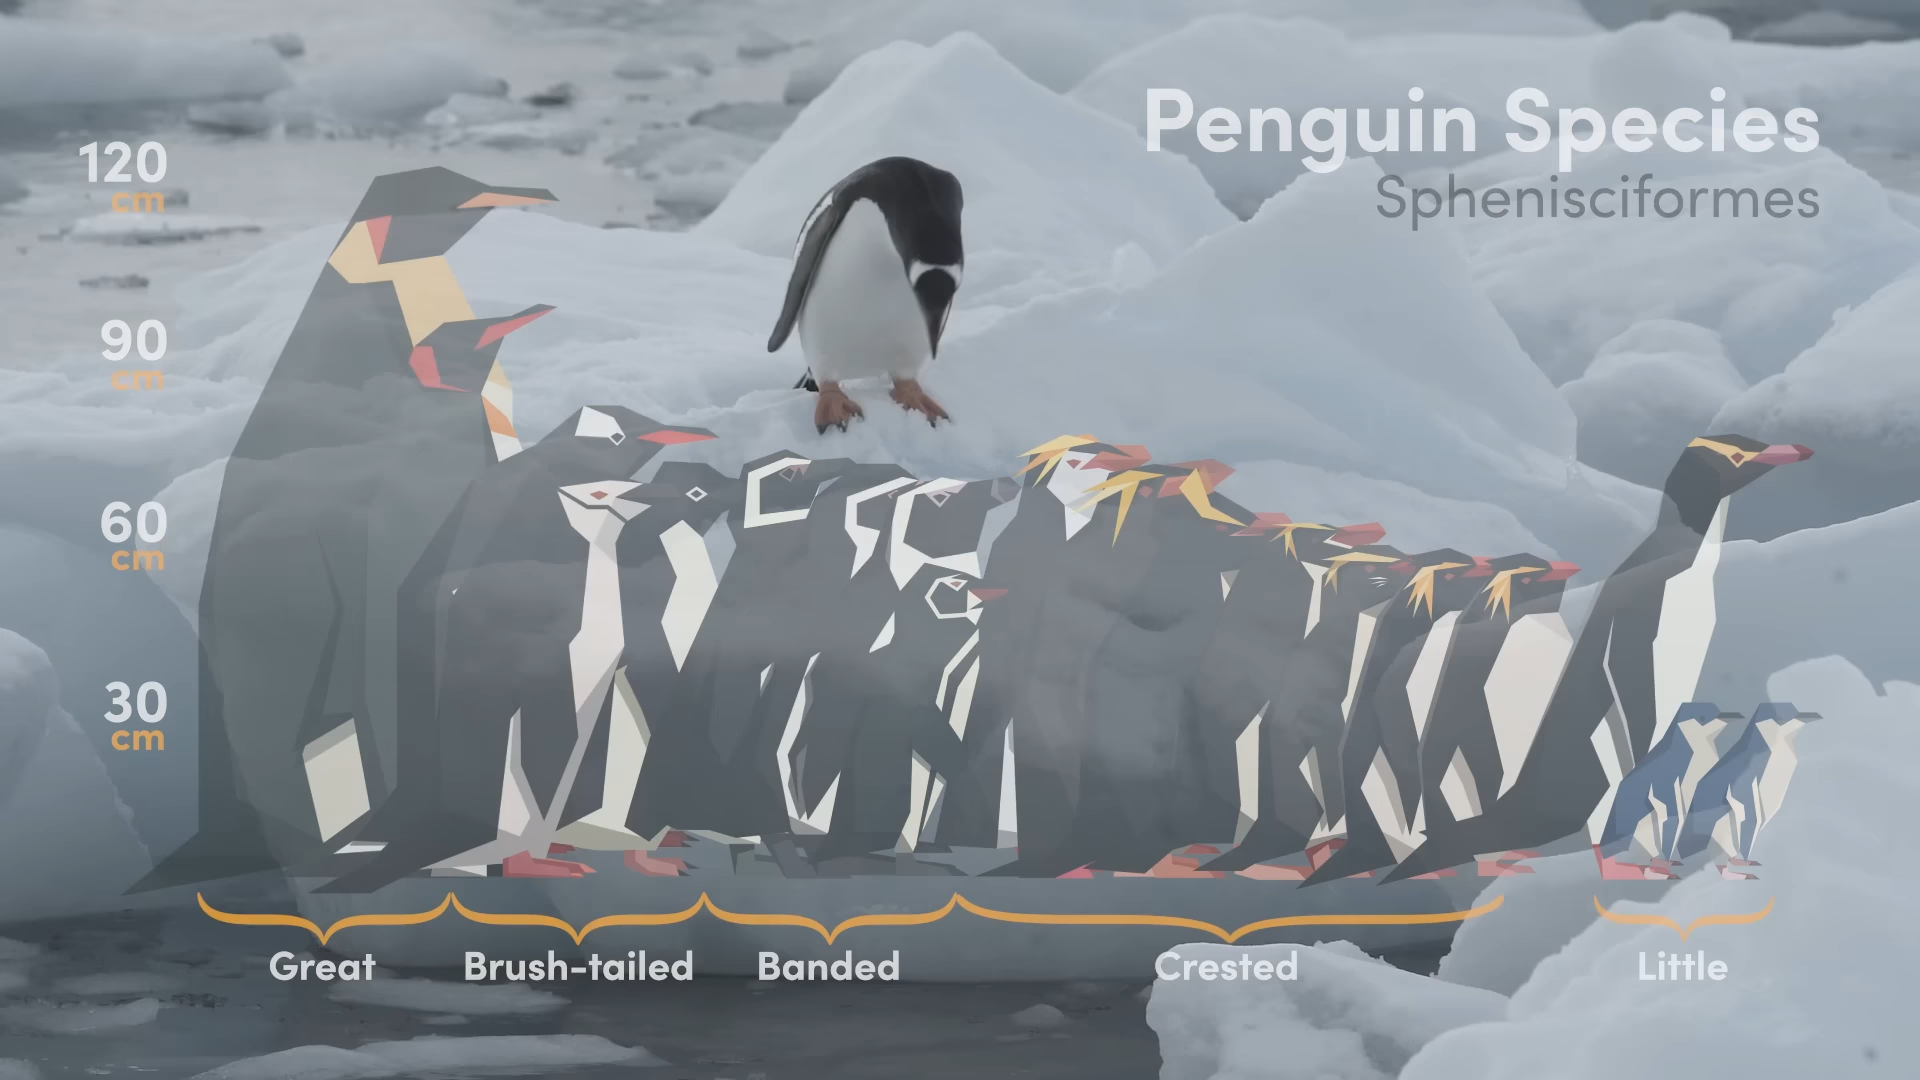 Penguin Species
Sphenisciformes
120
cm
90
cm
60
cm
30
cm
Great
Brush-tailed
Banded
Crested
Little